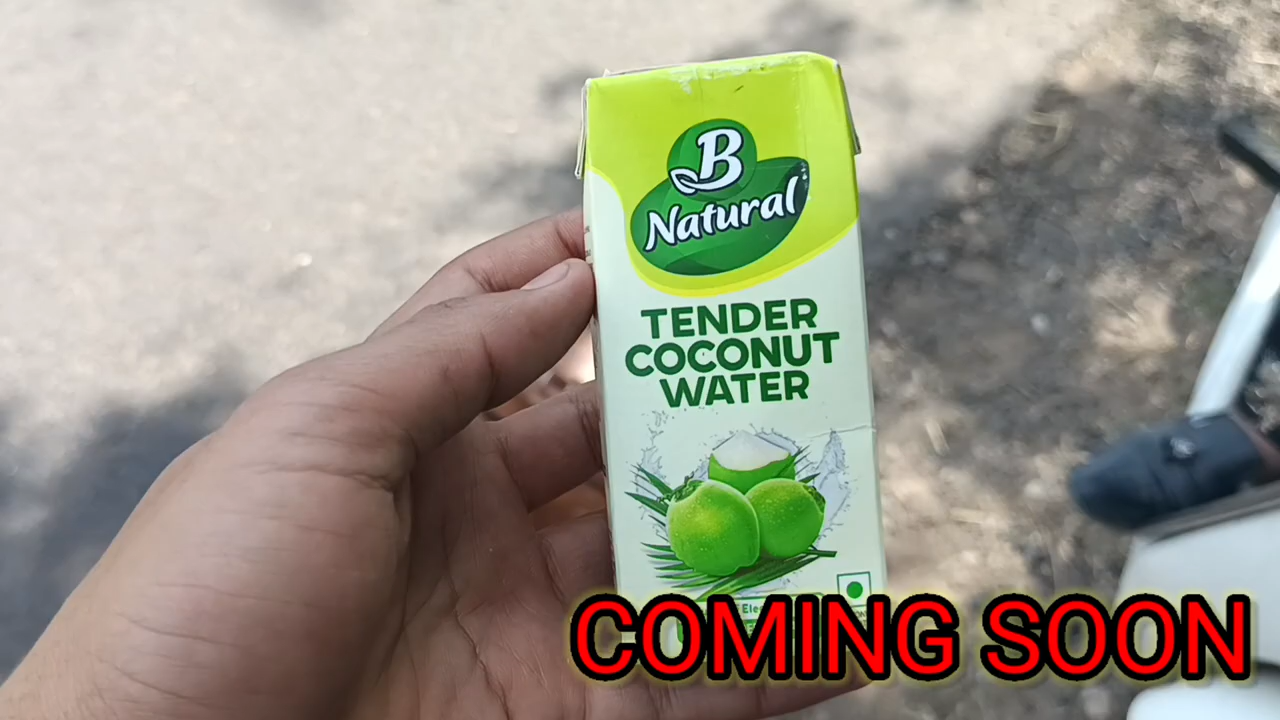 B
Natural
TENDER
COCONUT
WATER
COMING SOON